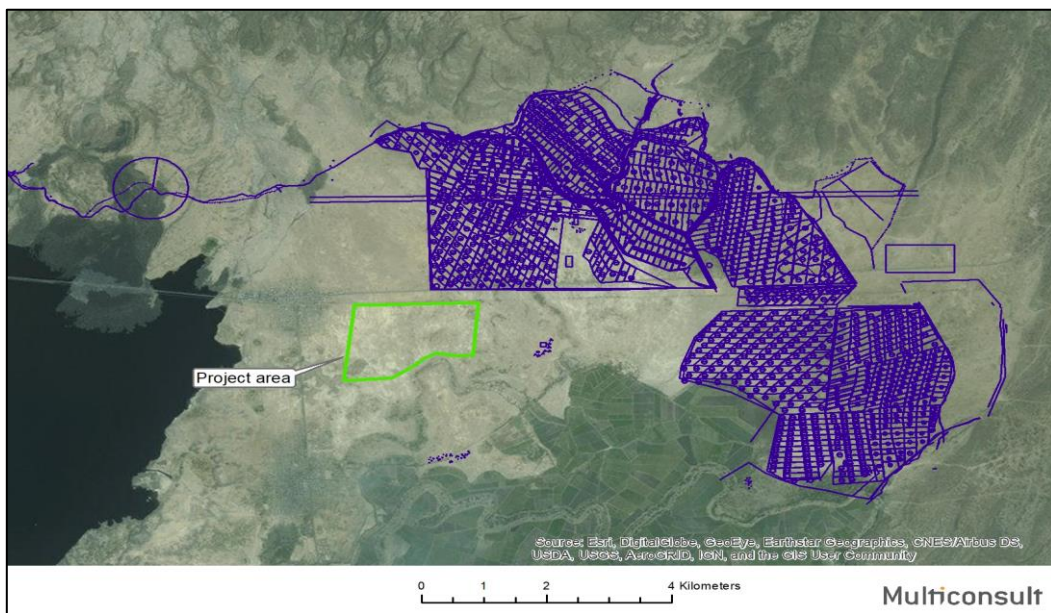 Project area
Source: Esri, DigitalGlobe, GeoEye, Earthstar Geographics, CNES/Airbus DS,
USDA, USGS, AeroGRID, IGN, and the GIS User Community
0 1 2 4 Kilometers
Multiconsult